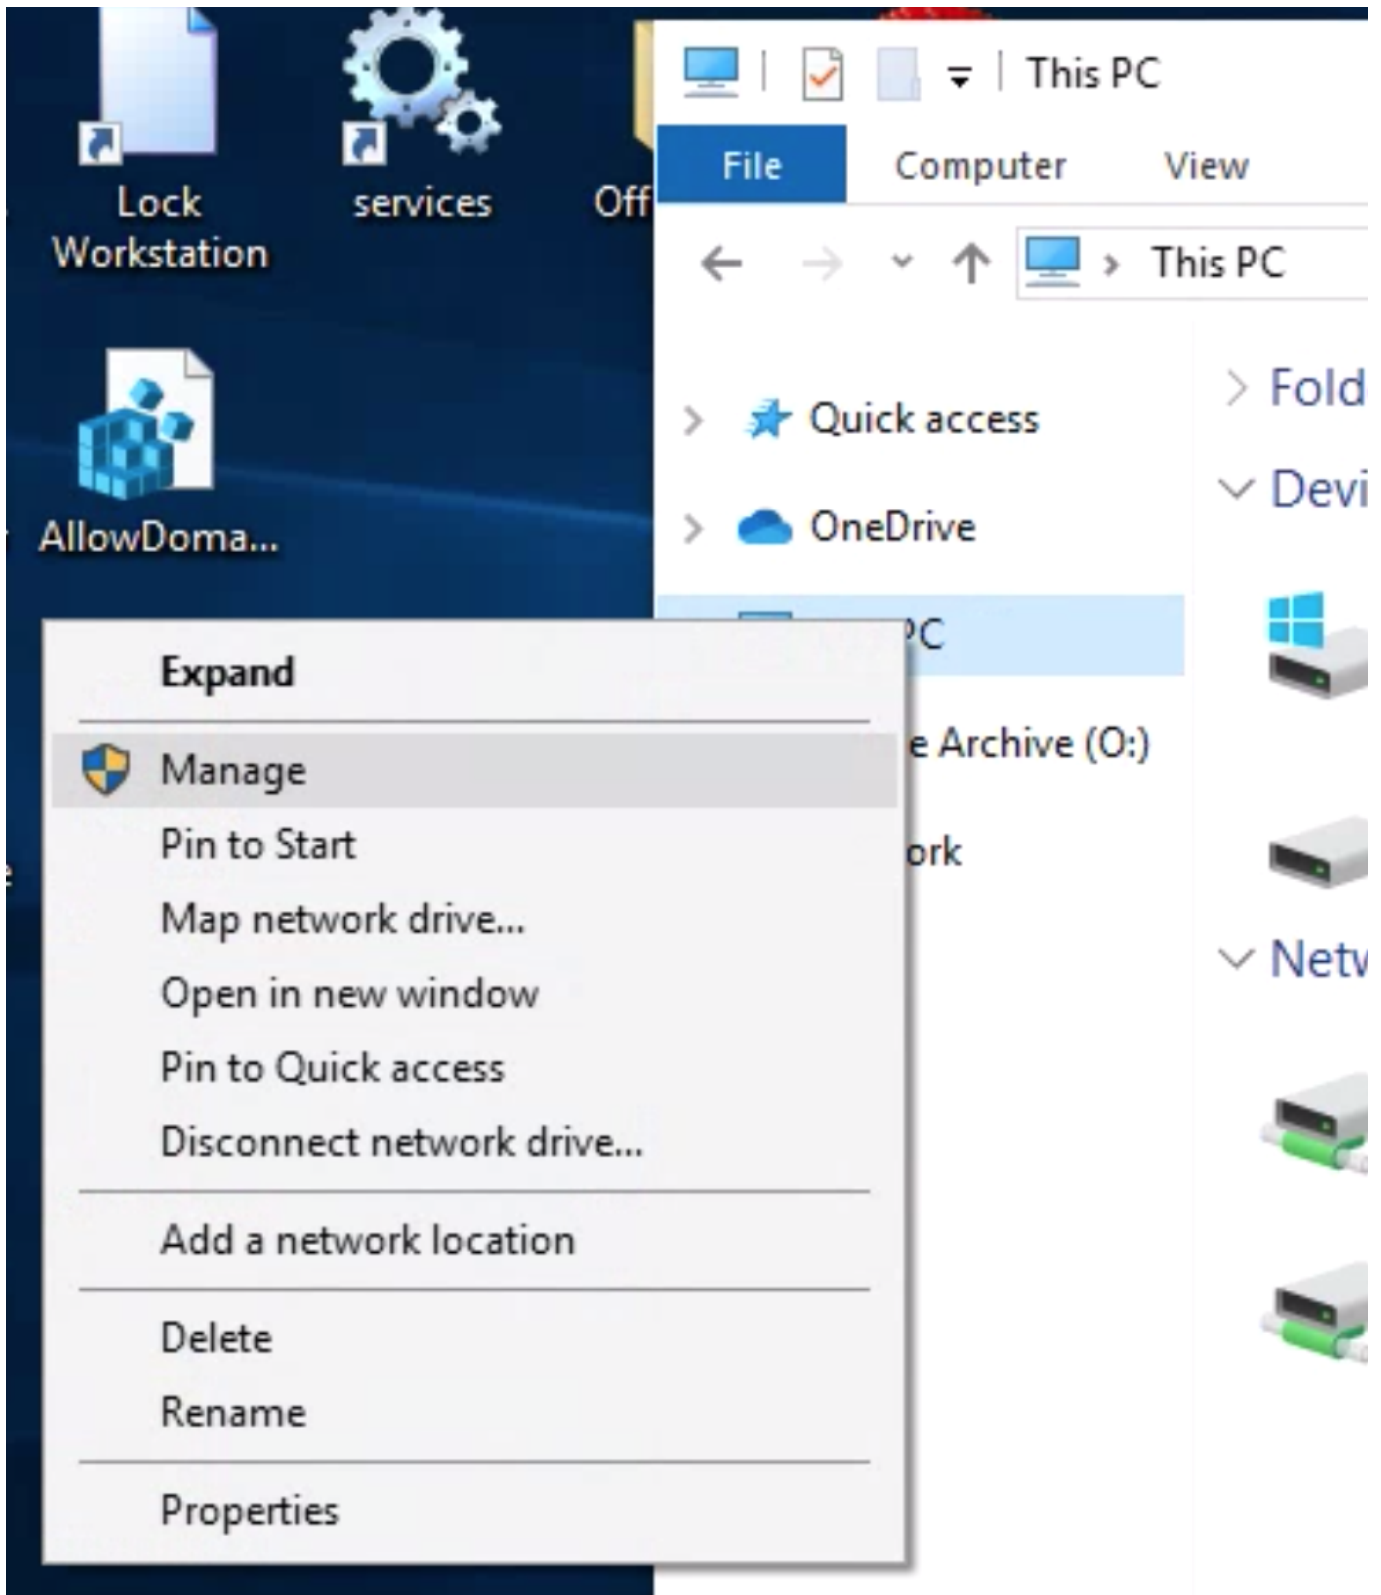 Lock
Workstation
services
Off
AllowDoma...
This PC
File
Computer
View
This PC
Quick access
OneDrive
PC
e Archive (O:)
ork
Fold
Devi
Netw
Expand
Manage
Pin to Start
Map network drive...
Open in new window
Pin to Quick access
Disconnect network drive...
Add a network location
Delete
Rename
Properties